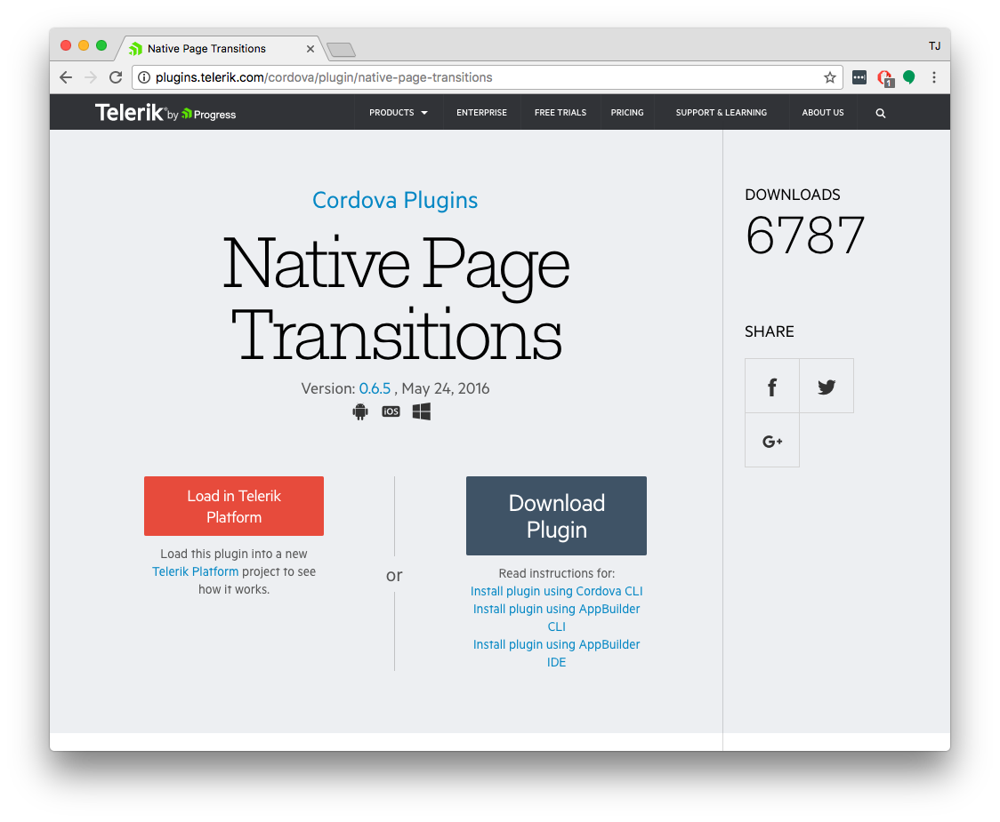 Native Page Transitions
TJ
plugins.telerik.com/cordova/plugin/native-page-transitions
1
Telerik® by Progress
PRODUCTS
ENTERPRISE
FREE TRIALS
PRICING
SUPPORT & LEARNING
ABOUT US
Cordova Plugins
Native Page
Transitions
Version: 0.6.5 , May 24, 2016
iOS
Load in Telerik
Platform
Load this plugin into a new
Telerik Platform project to see
how it works.
or
Download
Plugin
Read instructions for:
Install plugin using Cordova CLI
Install plugin using AppBuilder
CLI
Install plugin using AppBuilder
IDE
DOWNLOADS
6787
SHARE
f
G+